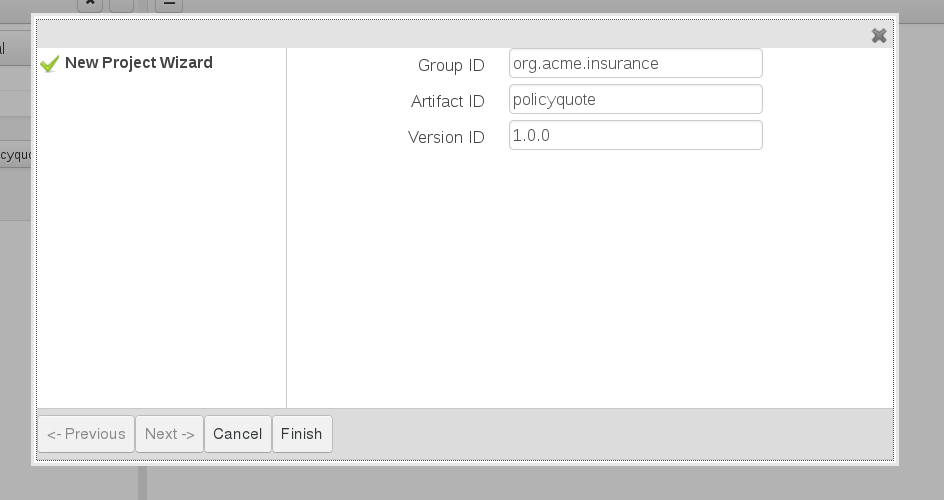 New Project Wizard
Group ID org.acme.insurance
Artifact ID policyquote
Version ID 1.0.0
<- Previous Next -> Cancel Finish